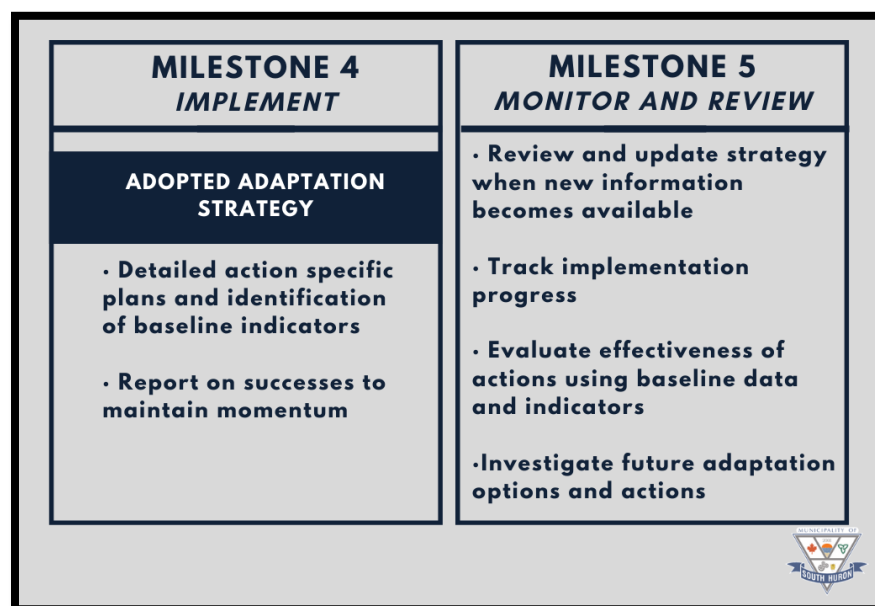 MILESTONE 4
IMPLEMENT
ADOPTED ADAPTATION
STRATEGY
· Detailed action specific
plans and identification
of baseline indicators
· Report on successes to
maintain momentum
MILESTONE 5
MONITOR AND REVIEW
· Review and update strategy
when new information
becomes available
· Track implementation
progress
· Evaluate effectiveness of
actions using baseline data
and indicators
·Investigate future adaptation
options and actions
MUNICIPALITY OF
SOUTH HURON